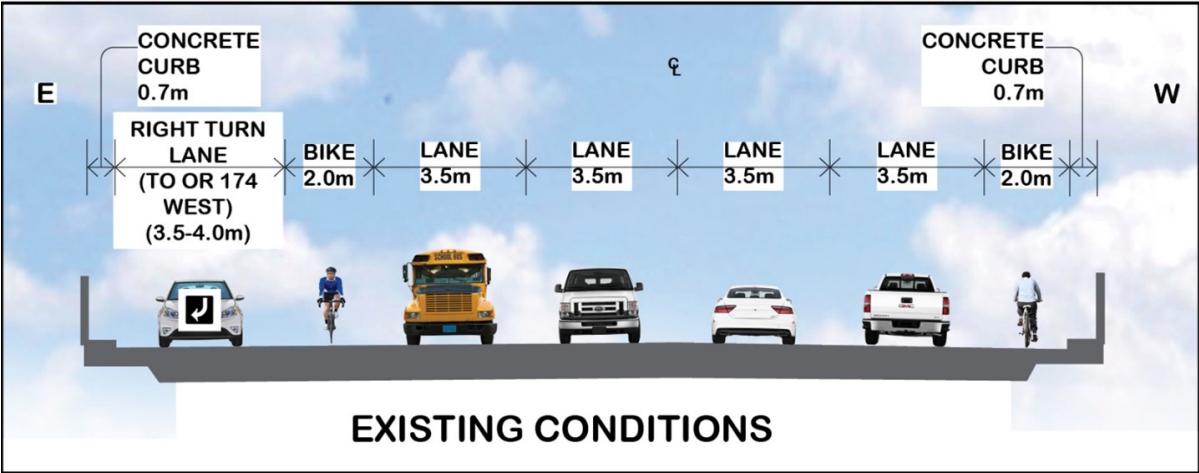 CONCRETE
CURB
0.7m
℄
CONCRETE
CURB
0.7m
E
W
RIGHT TURN
LANE
(TO OR 174
WEST)
(3.5-4.0m)
BIKE
2.0m
LANE
3.5m
LANE
3.5m
LANE
3.5m
LANE
3.5m
BIKE
2.0m
SCHOOL BUS
EXISTING CONDITIONS